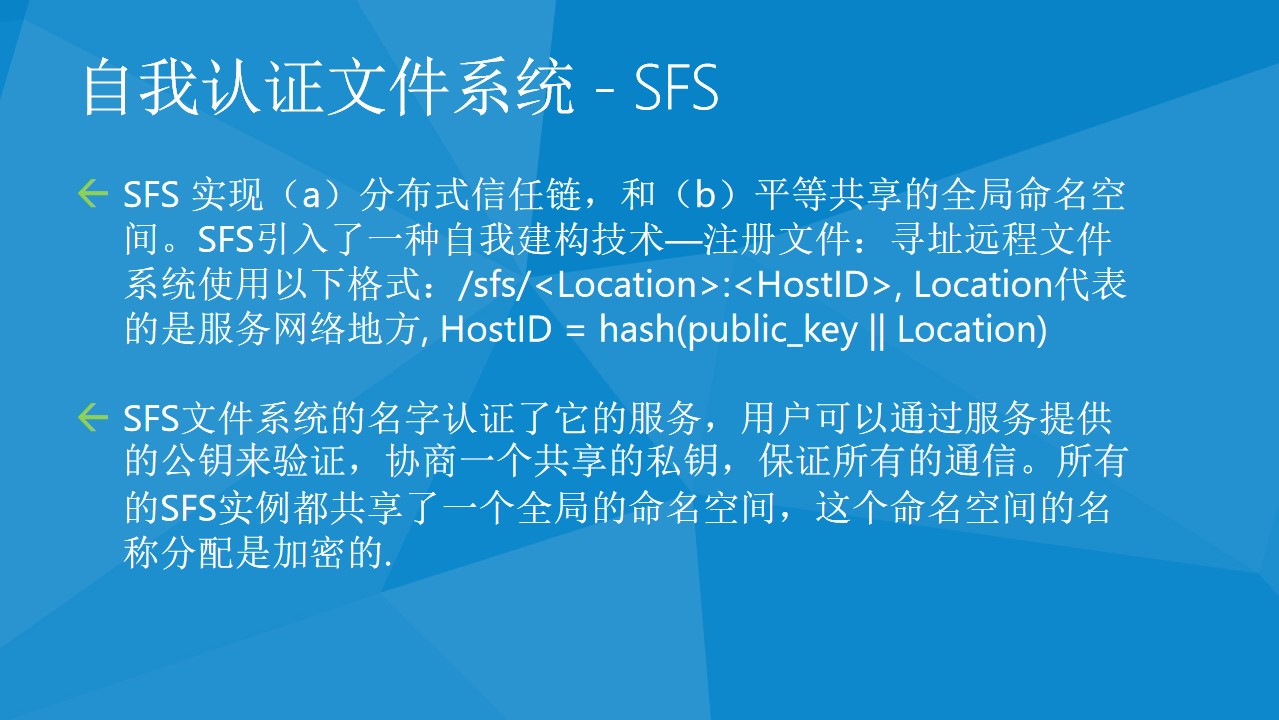 自我认证文件系统 - SFS
SFS 实现（a）分布式信任链，和（b）平等共享的全局命名空
间。SFS引入了一种自我建构技术—注册文件：寻址远程文件
系统使用以下格式：/sfs/<Location>:<HostID>, Location代表
的是服务网络地方, HostID = hash(public_key || Location)
SFS文件系统的名字认证了它的服务，用户可以通过服务提供
的公钥来验证，协商一个共享的私钥，保证所有的通信。所有
的SFS实例都共享了一个全局的命名空间，这个命名空间的名
称分配是加密的.